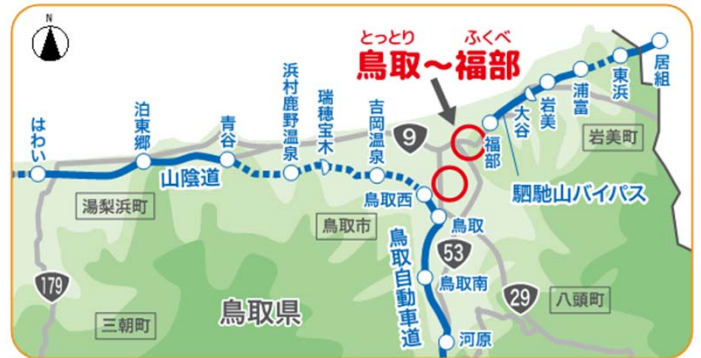 N
とっとり ふくべ
鳥取～福部
はわい
泊東郷
青谷
浜村鹿野温泉
瑞穂宝木
吉岡温泉
9
福部
大谷
岩美
浦富
東浜
居組
岩美町
山陰道
鳥取西
駟馳山バイパス
湯梨浜町
鳥取市
鳥取
鳥取自動車道
53
鳥取南
179
29
八頭町
三朝町
鳥取県
河原